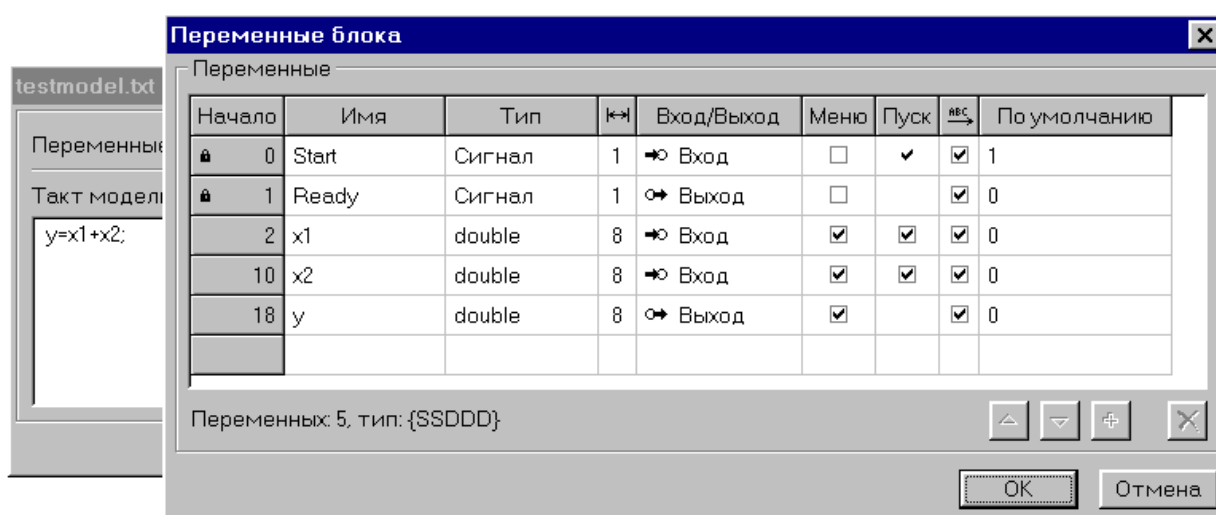 Переменные блока
testmodel.txt
Переменные
Переменные
Такт модел
y=x1+x2;
Начало Имя Тип Вход/Выход Меню Пуск ABC По умолчанию
0 Start Сигнал 1 Вход 1
1 Ready Сигнал 1 Выход 0
2 x1 double 8 Вход 0
10 x2 double 8 Вход 0
18 y double 8 Выход 0
Переменных: 5, тип: {SSDDD}
OK Отмена